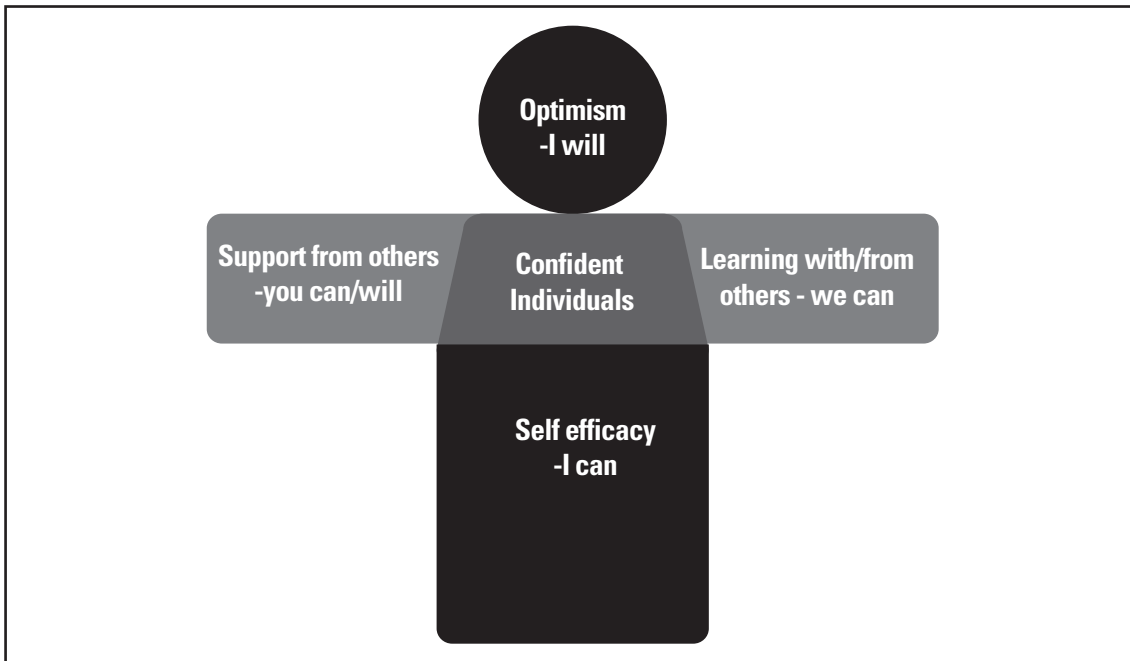 Optimism
-I will
Support from others
-you can/will
Confident
Individuals
Learning with/from
others - we can
Self efficacy
-I can